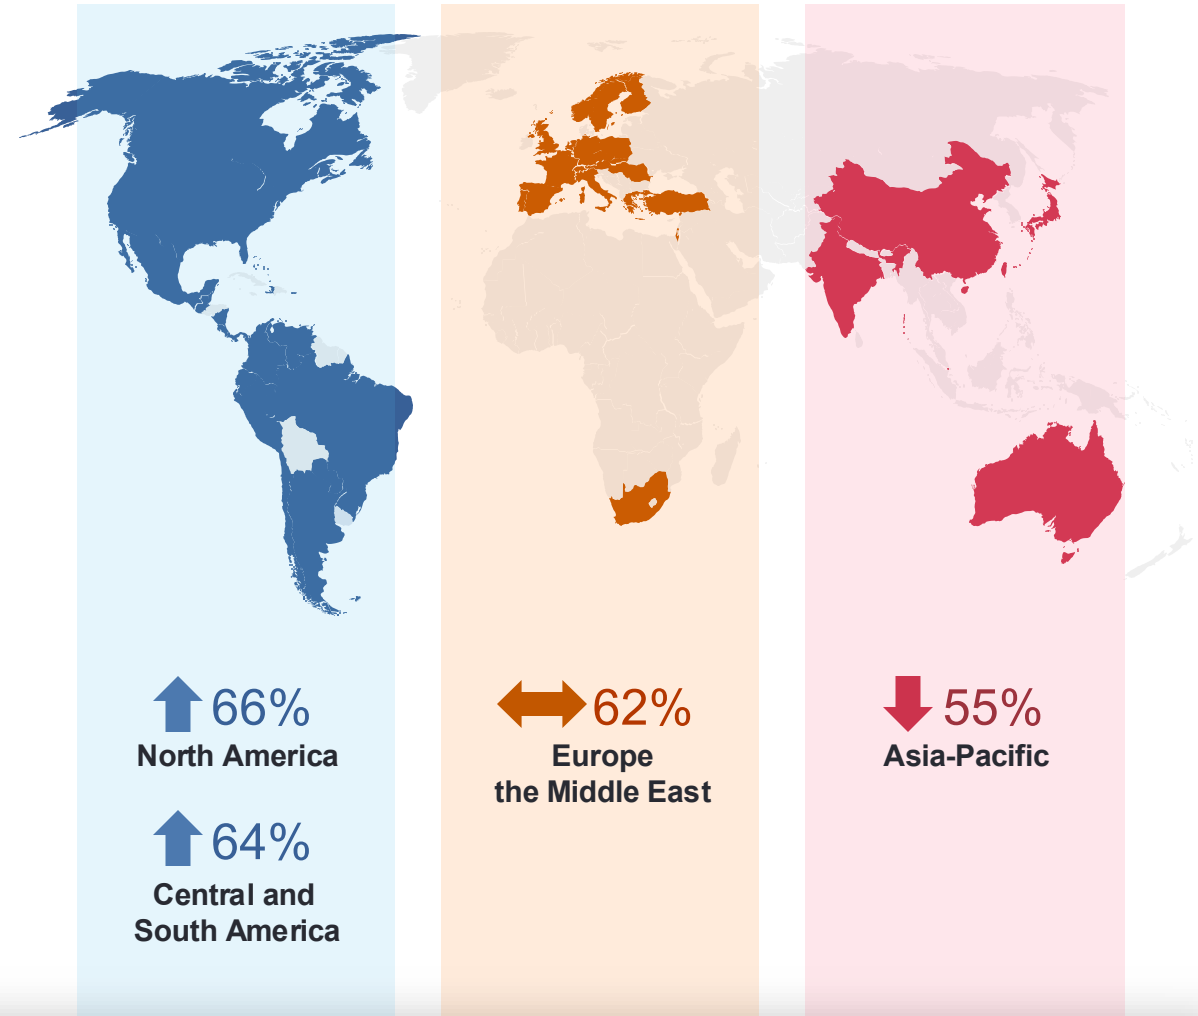 66%
North America
64%
Central and
South America
62%
Europe
the Middle East
55%
Asia-Pacific